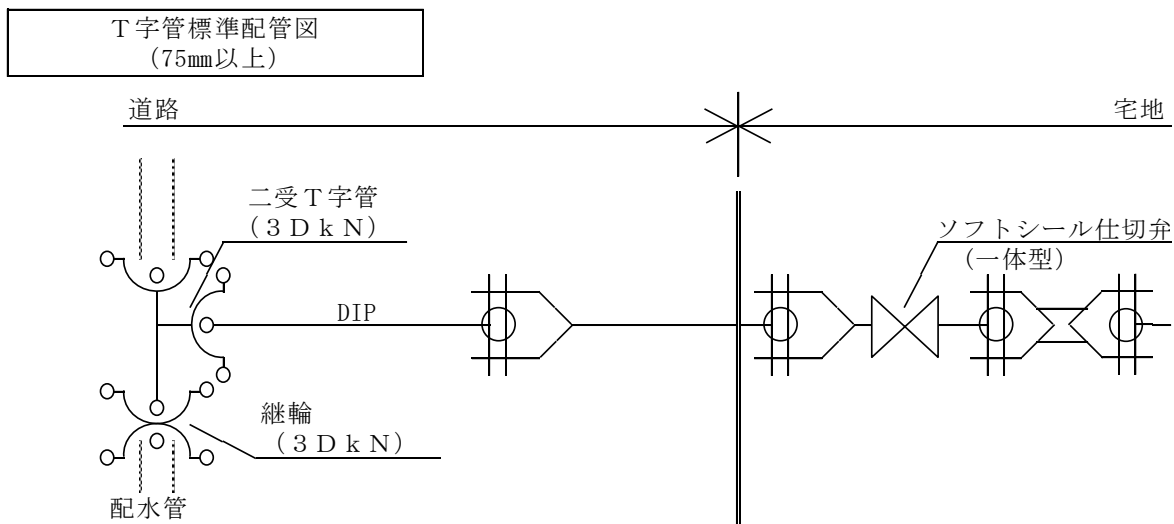 T字管標準配管図
(75㎜以上)
道路
宅地
二受T字管
(3DkN)
ソフトシール仕切弁
(一体型)
DIP
継輪
(3DkN)
配水管